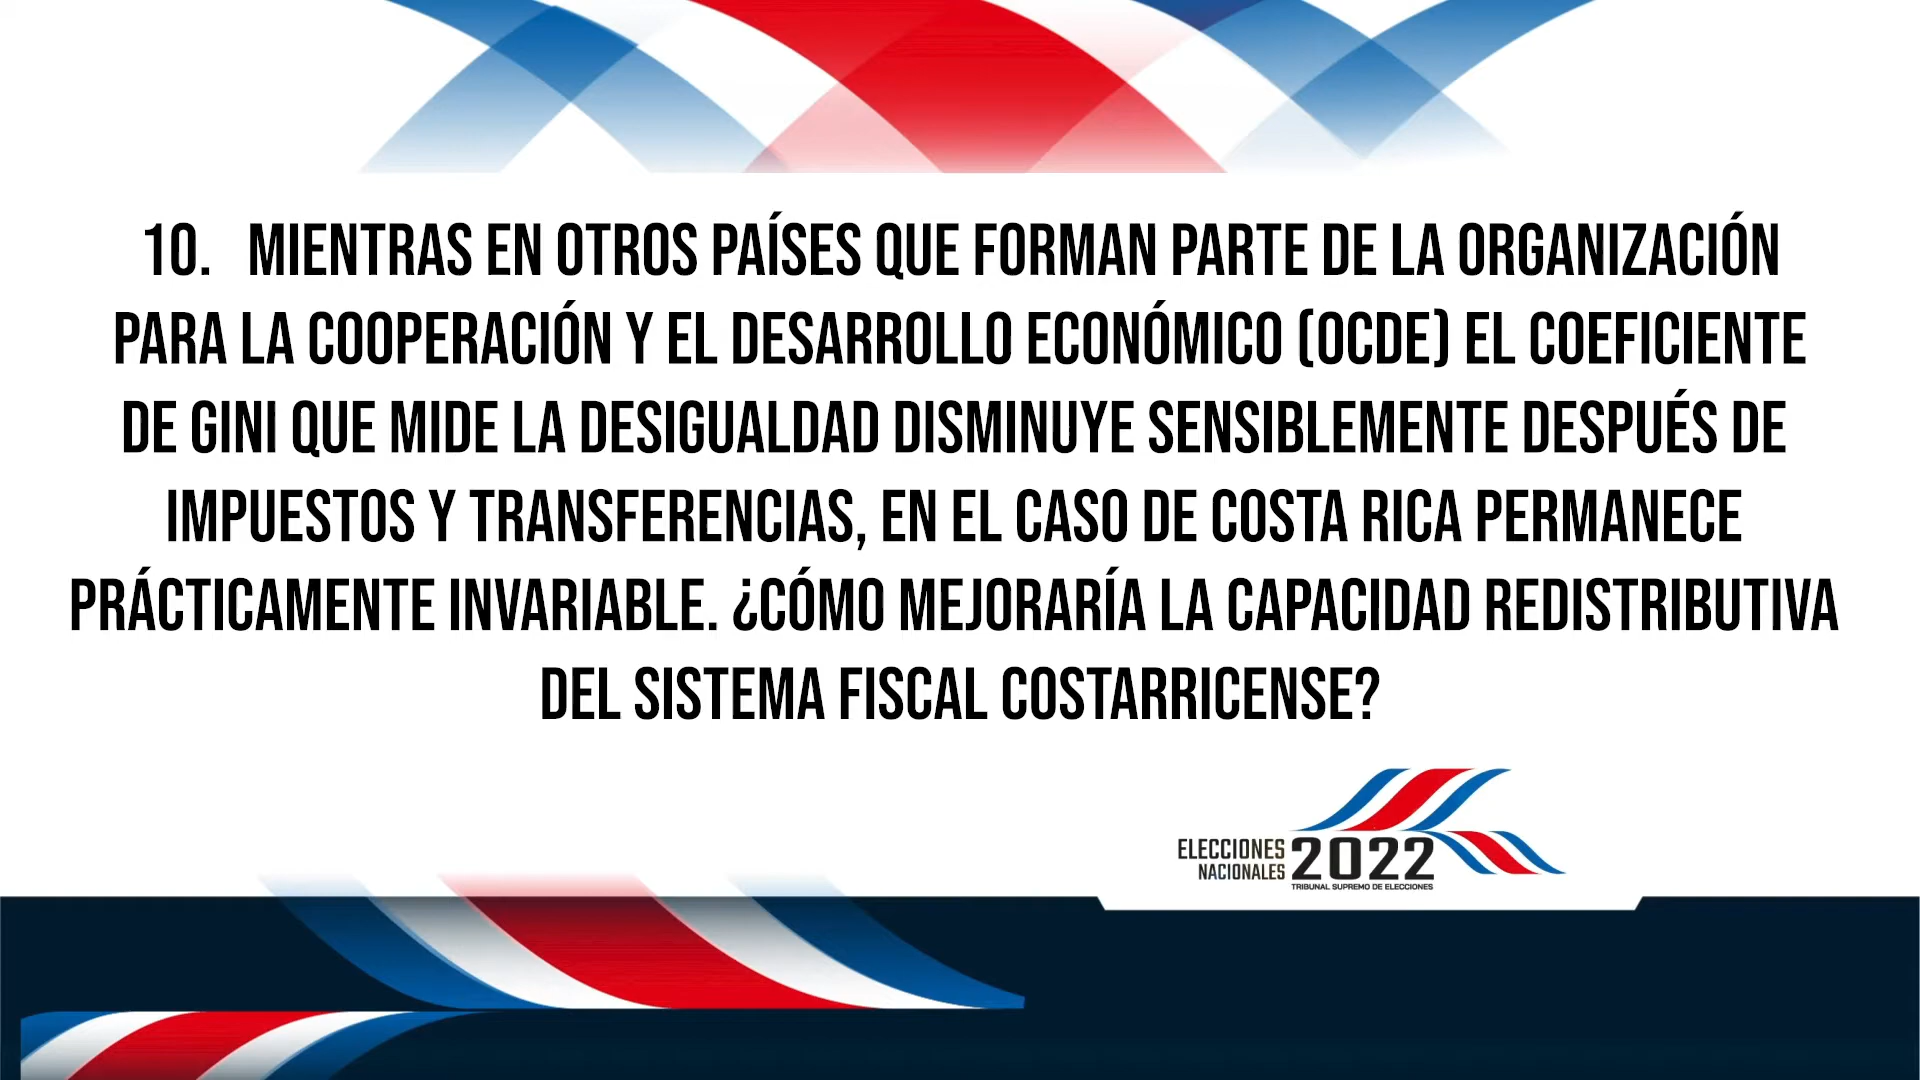 10. MIENTRAS EN OTROS PAÍSES QUE FORMAN PARTE DE LA ORGANIZACIÓN
PARA LA COOPERACIÓN Y EL DESARROLLO ECONÓMICO (OCDE) EL COEFICIENTE
DE GINI QUE MIDE LA DESIGUALDAD DISMINUYE SENSIBLEMENTE DESPUÉS DE
IMPUESTOS Y TRANSFERENCIAS, EN EL CASO DE COSTA RICA PERMANECE
PRÁCTICAMENTE INVARIABLE. ¿CÓMO MEJORARÍA LA CAPACIDAD REDISTRIBUTIVA
DEL SISTEMA FISCAL COSTARRICENSE?
ELECCIONES
NACIONALES
2022
TRIBUNAL SUPREMO DE ELECCIONES